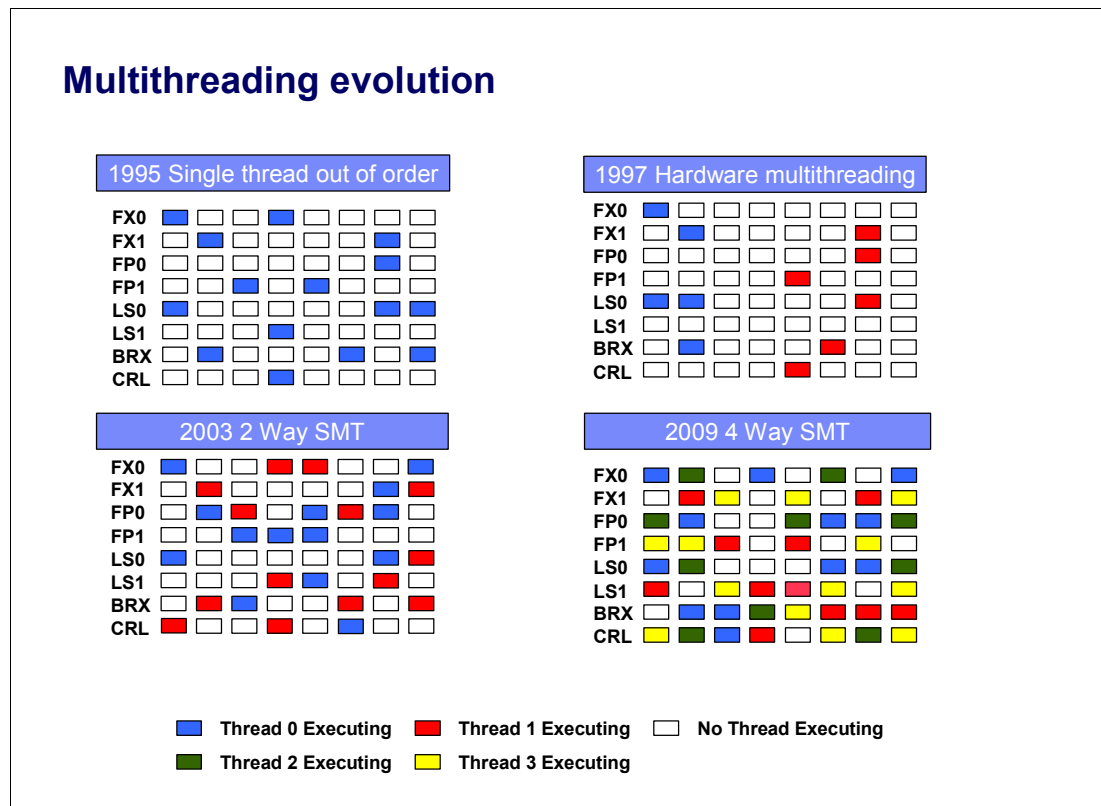 Multithreading evolution
1995 Single thread out of order
FX0
FX1
FP0
FP1
LS0
LS1
BRX
CRL
1997 Hardware multithreading
FX0
FX1
FP0
FP1
LS0
LS1
BRX
CRL
2003 2 Way SMT
FX0
FX1
FP0
FP1
LS0
LS1
BRX
CRL
2009 4 Way SMT
FX0
FX1
FP0
FP1
LS0
LS1
BRX
CRL
Thread 0 Executing Thread 1 Executing No Thread Executing
Thread 2 Executing Thread 3 Executing